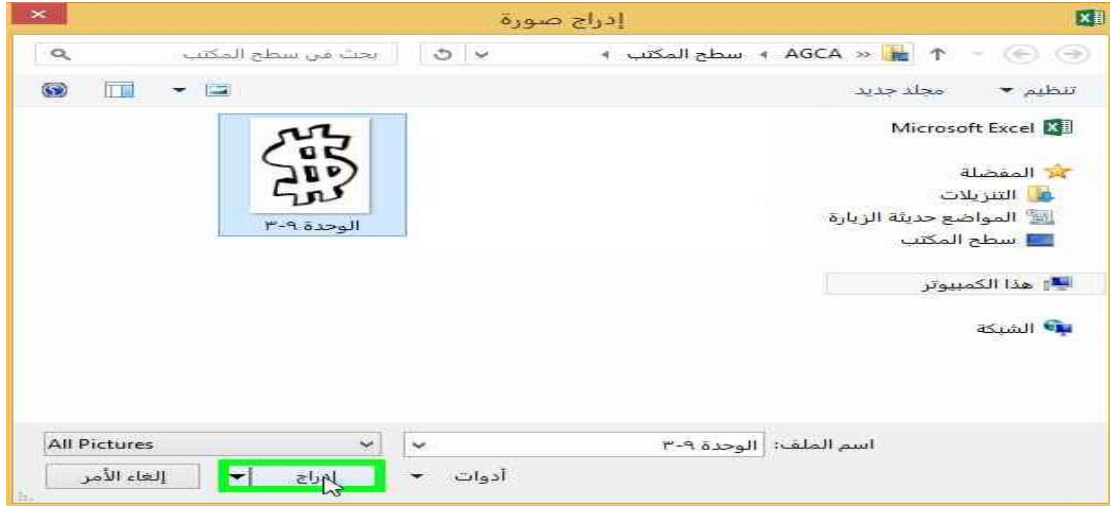 إدراج صورة
AGCA » سطح المكتب
بحث في سطح المكتب
تنظيم
مجلد جديد
Microsoft Excel
المفضلة
التنزيلات
المواضع حديثة الزيارة
سطح المكتب
هذا الكمبيوتر
الشبكة
الوحدة ٩-٣
اسم الملف: الوحدة ٩-٣
All Pictures
أدوات
إدراج
إلغاء الأمر